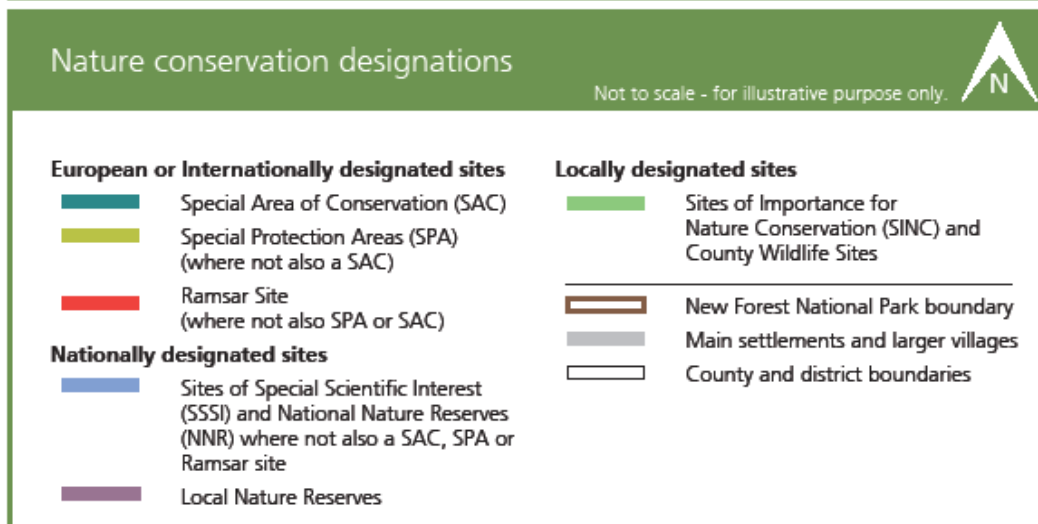 Nature conservation designations
Not to scale - for illustrative purpose only.
N
European or Internationally designated sites
Special Area of Conservation (SAC)
Special Protection Areas (SPA)
(where not also a SAC)
Ramsar Site
(where not also SPA or SAC)
Nationally designated sites
Sites of Special Scientific Interest
(SSSI) and National Nature Reserves
(NNR) where not also a SAC, SPA or
Ramsar site
Local Nature Reserves
Locally designated sites
Sites of Importance for
Nature Conservation (SINC) and
County Wildlife Sites
New Forest National Park boundary
Main settlements and larger villages
County and district boundaries